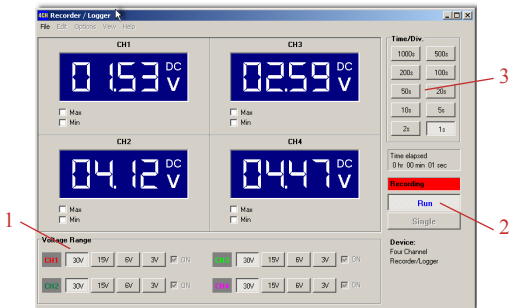 4CH Recorder / Logger
File Edit Options View Help
CH1
01.53 DC V
Max
Min
CH3
02.59 DC V
Max
Min
CH2
04.12 DC V
Max
Min
CH4
04.47 DC V
Max
Min
Time/Div.
1000s 500s
200s 100s
50s 20s
10s 5s
2s 1s
Time elapsed
0 hr 00 min 01 sec
Recording
Run
Single
Device:
Four Channel
Recorder/Logger
Voltage Range
CH1 30V 15V 6V 3V ON
CH3 30V 15V 6V 3V ON
CH2 30V 15V 6V 3V ON
CH4 30V 15V 6V 3V ON
1
2
3